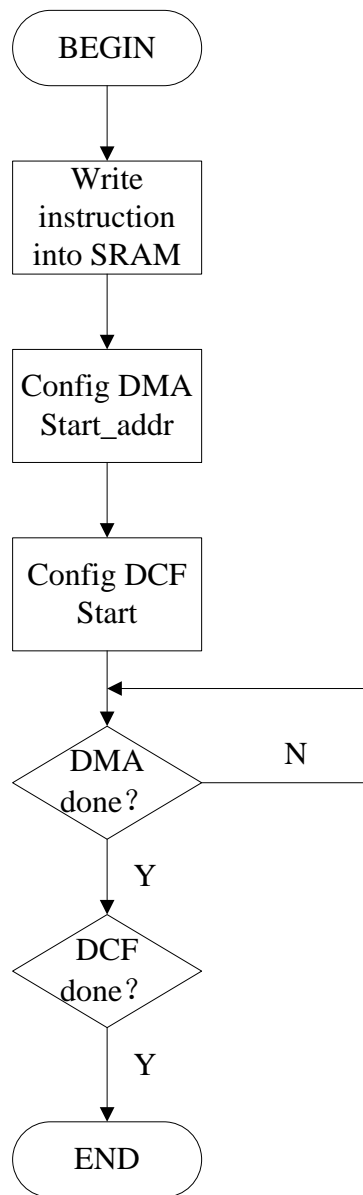 BEGIN
Write
instruction
into SRAM
Config DMA
Start_addr
Config DCF
Start
DMA
done？
N
Y
DCF
done？
Y
END